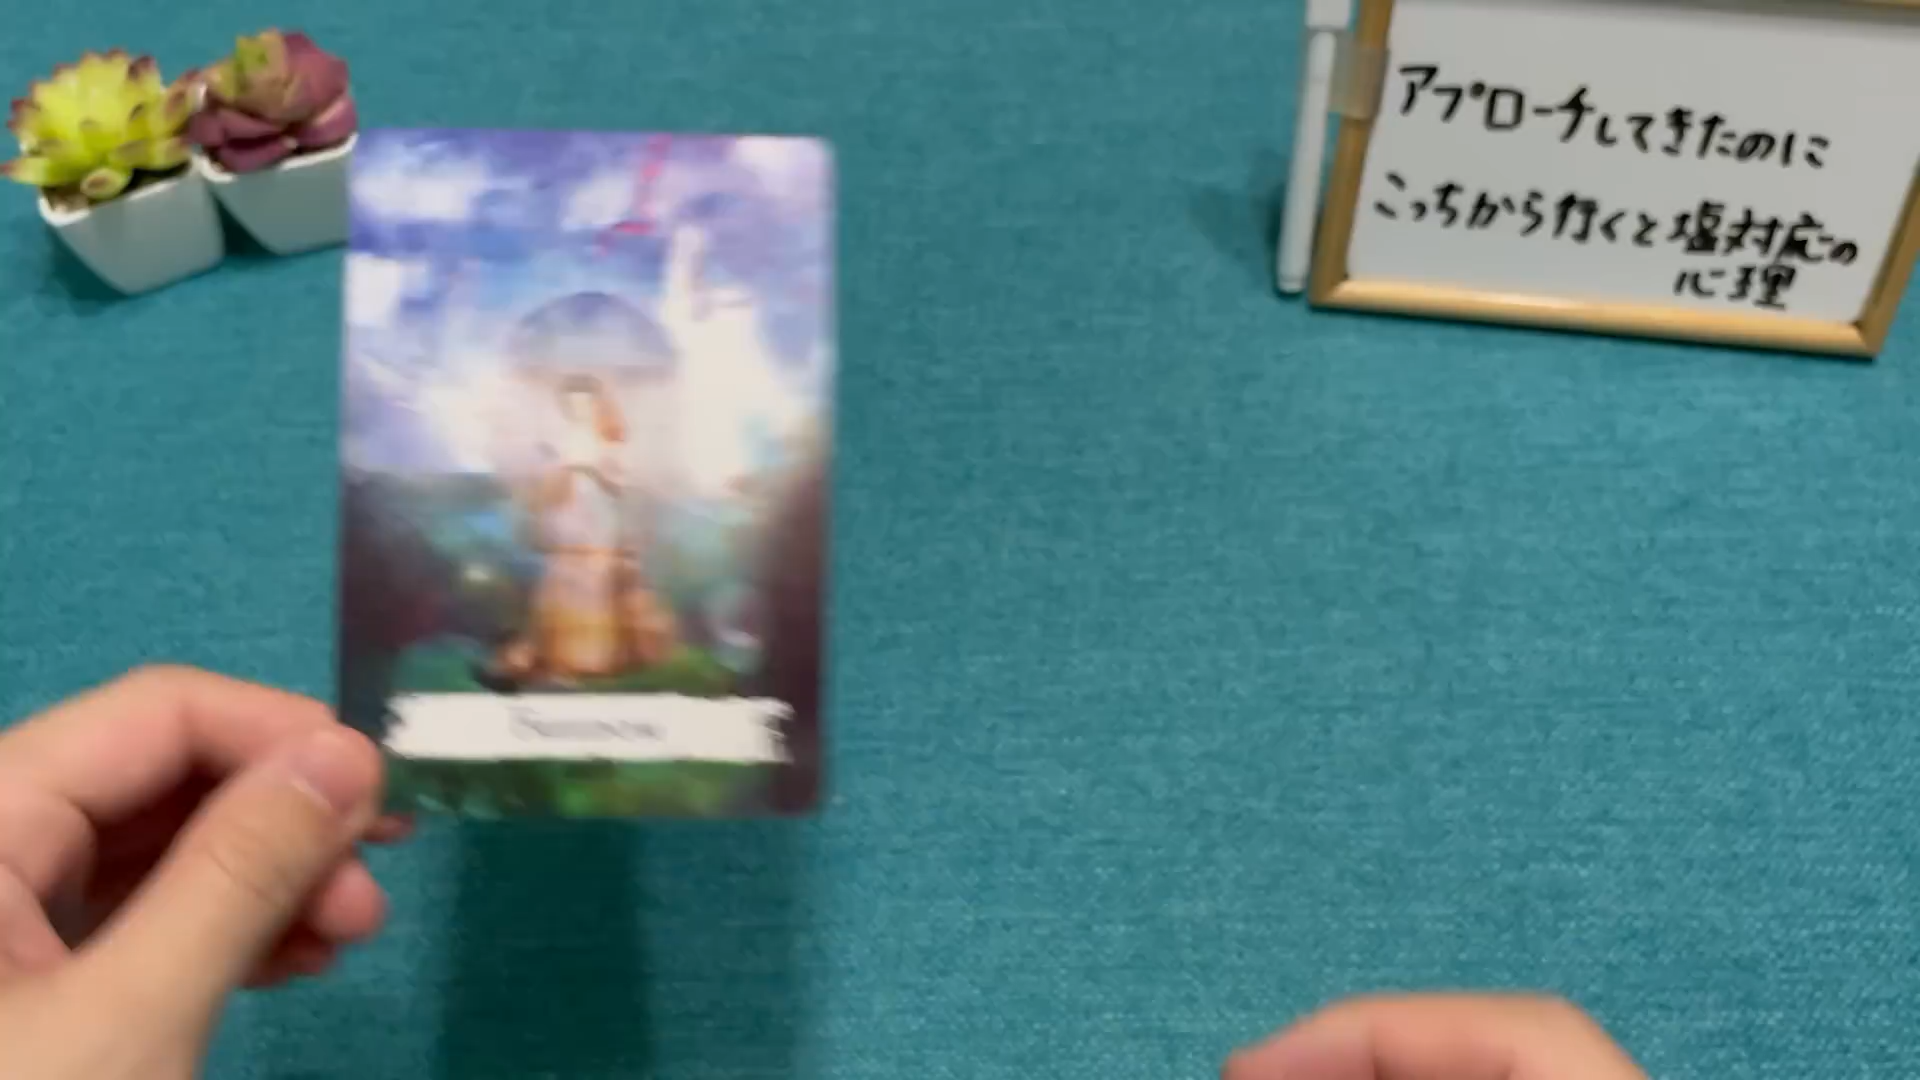 アプローチしてきたのに
こっちから行くと塩対応の
心理